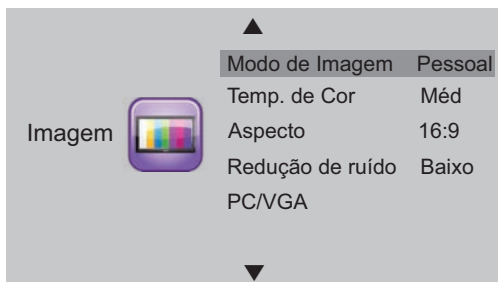 Imagem
Modo de Imagem Pessoal
Temp. de Cor Méd
Aspecto 16:9
Redução de ruído Baixo
PC/VGA